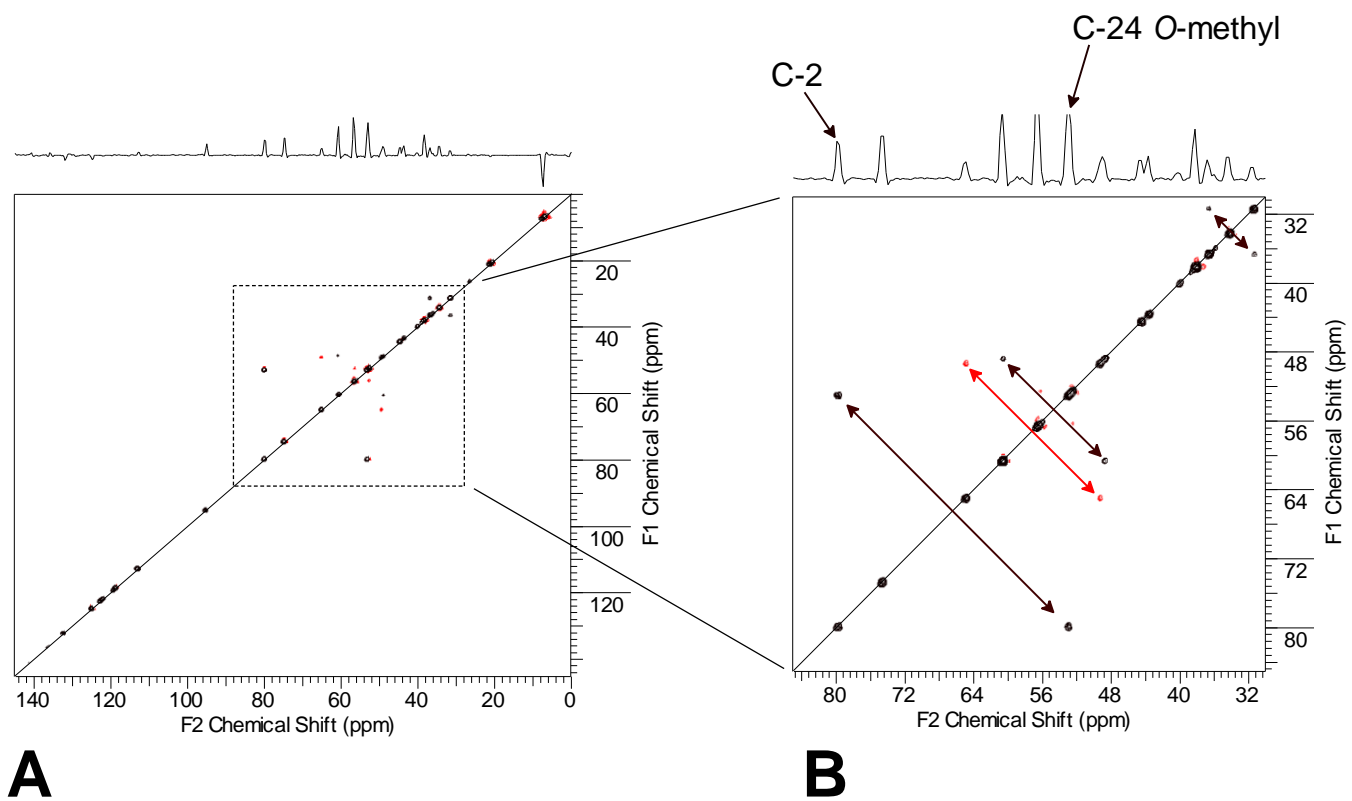 C-24 O-methyl
C-2
20
40
60
80
100
120
F1 Chemical Shift (ppm)
140 120 100 80 60 40 20 0
F2 Chemical Shift (ppm)
A
32
40
48
56
64
72
80
F1 Chemical Shift (ppm)
80 72 64 56 48 40 32
F2 Chemical Shift (ppm)
B